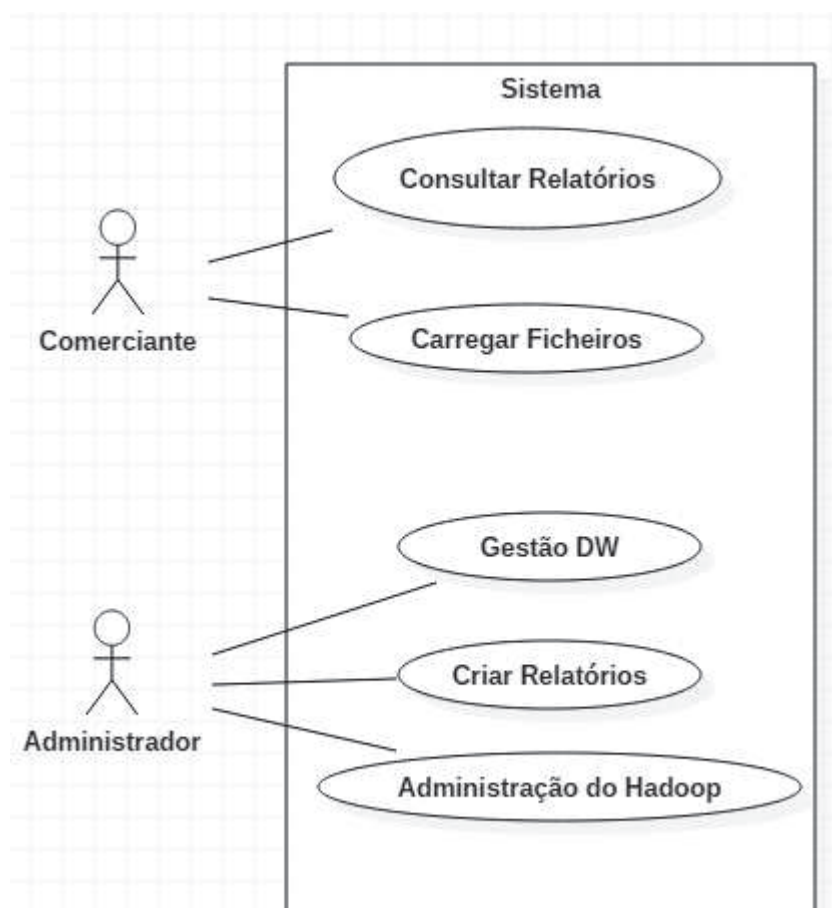 Sistema
Consultar Relatórios
Comerciante
Carregar Ficheiros
Gestão DW
Criar Relatórios
Administrador
Administração do Hadoop